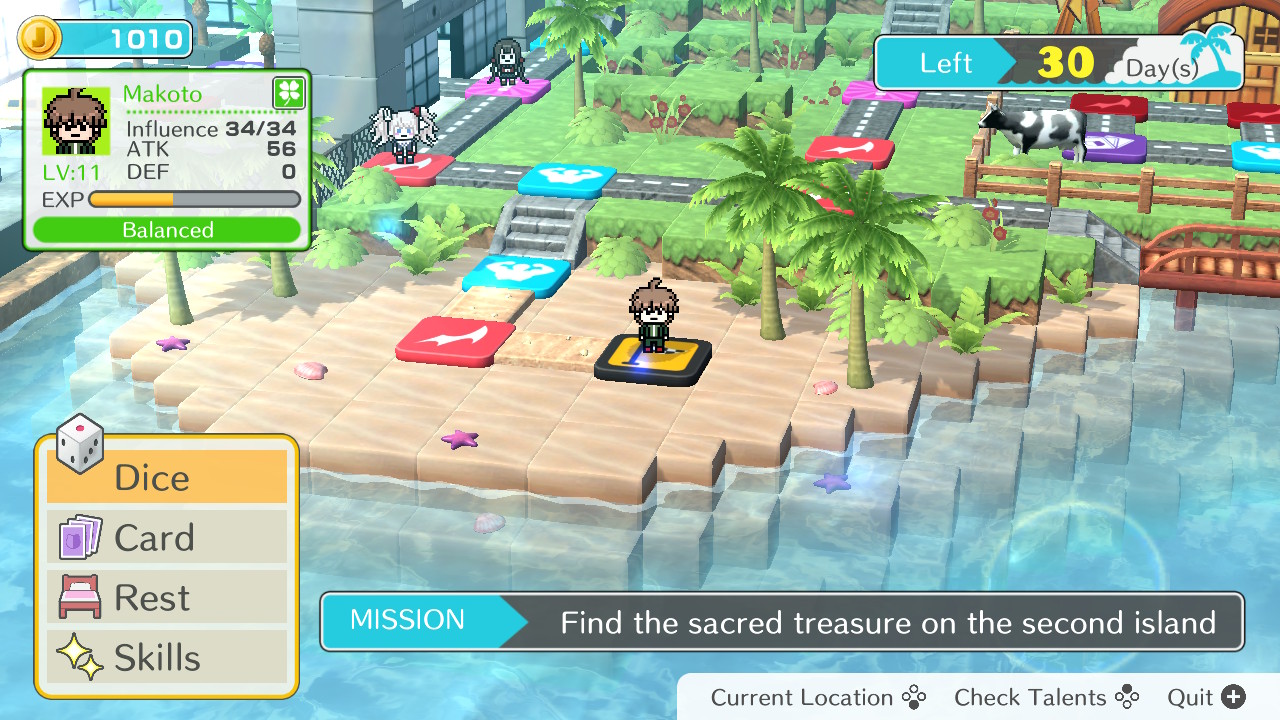 J 1010
Left 30 Day(s)
Makoto
Influence 34/34
ATK 56
LV:11 DEF 0
EXP
Balanced
Dice
Card
Rest
Skills
MISSION Find the sacred treasure on the second island
Current Location Check Talents Quit